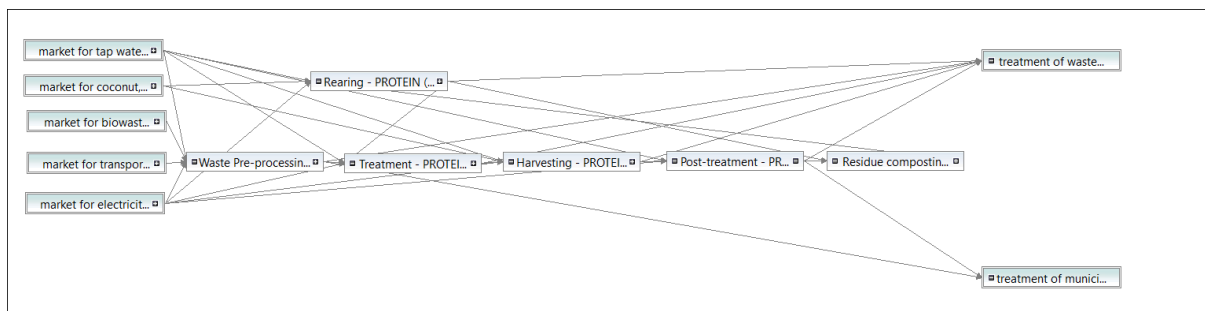 market for tap wate...
market for coconut,...
market for biowast...
market for transpor...
market for electricit...
Rearing - PROTEIN (...
Waste Pre-processin...
Treatment - PROTEI...
Harvesting - PROTEI...
Post-treatment - PR...
Residue compostin...
treatment of waste...
treatment of munici...